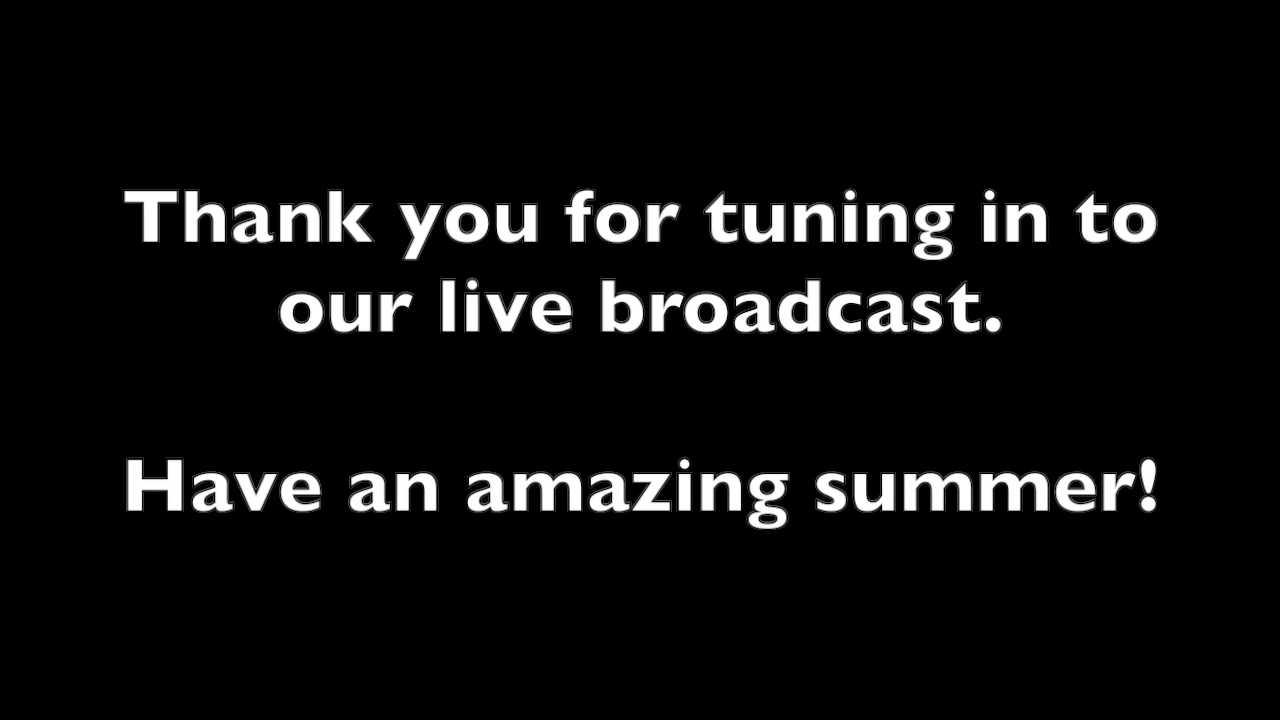 Thank you for tuning in to
our live broadcast.
Have an amazing summer!